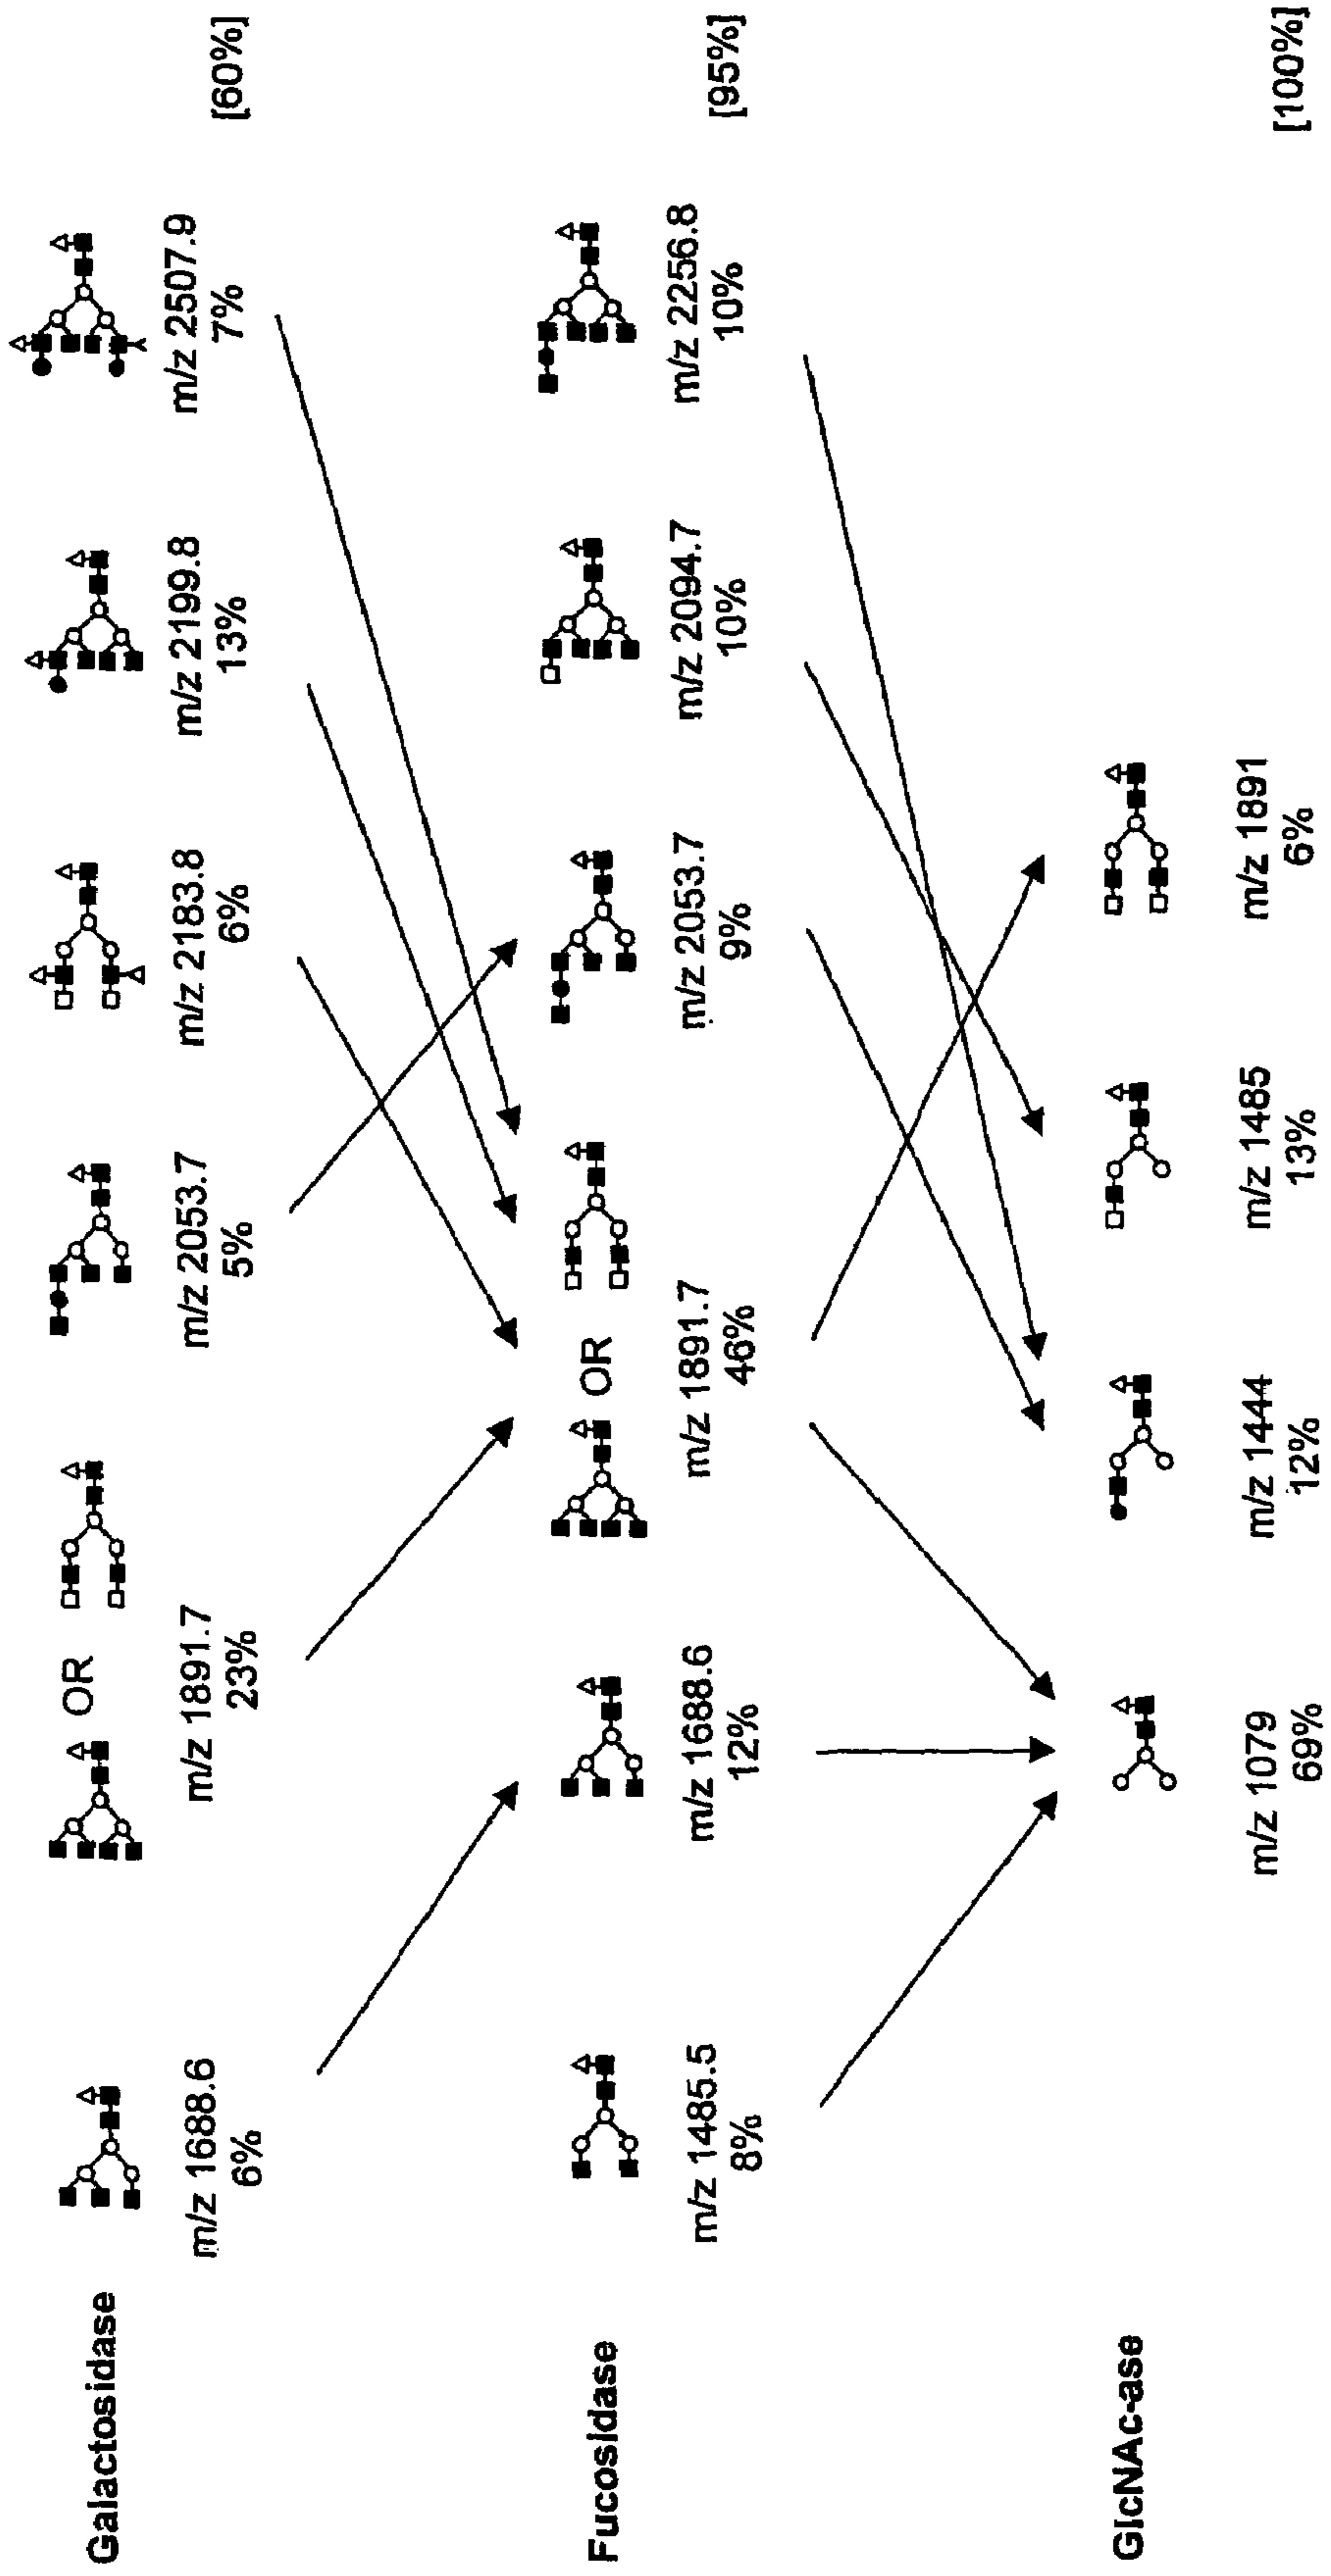 Galactosidase
OR
m/z 1688.6
6%
m/z 1891.7
23%
m/z 2053.7
5%
m/z 2183.8
6%
m/z 2199.8
13%
m/z 2507.9
7%
[60%]
Fucosidase
OR
m/z 1485.5
8%
m/z 1688.6
12%
m/z 1891.7
46%
m/z 2053.7
9%
m/z 2094.7
10%
m/z 2256.8
10%
[95%]
GlcNAc-ase
m/z 1079
69%
m/z 1444
12%
m/z 1485
13%
m/z 1891
6%
[100%]